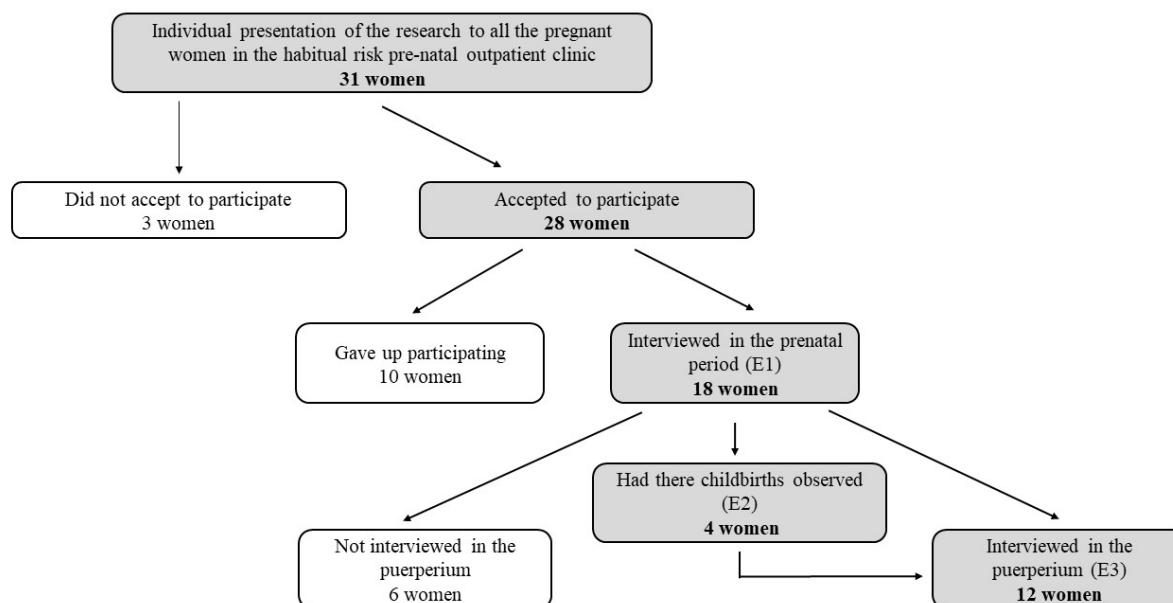 Individual presentation of the research to all the pregnant
women in the habitual risk pre-natal outpatient clinic
31 women
Did not accept to participate
3 women
Accepted to participate
28 women
Gave up participating
10 women
Interviewed in the prenatal
period (E1)
18 women
Had there childbirths observed
(E2)
4 women
Not interviewed in the
puerperium
6 women
Interviewed in the
puerperium (E3)
12 women